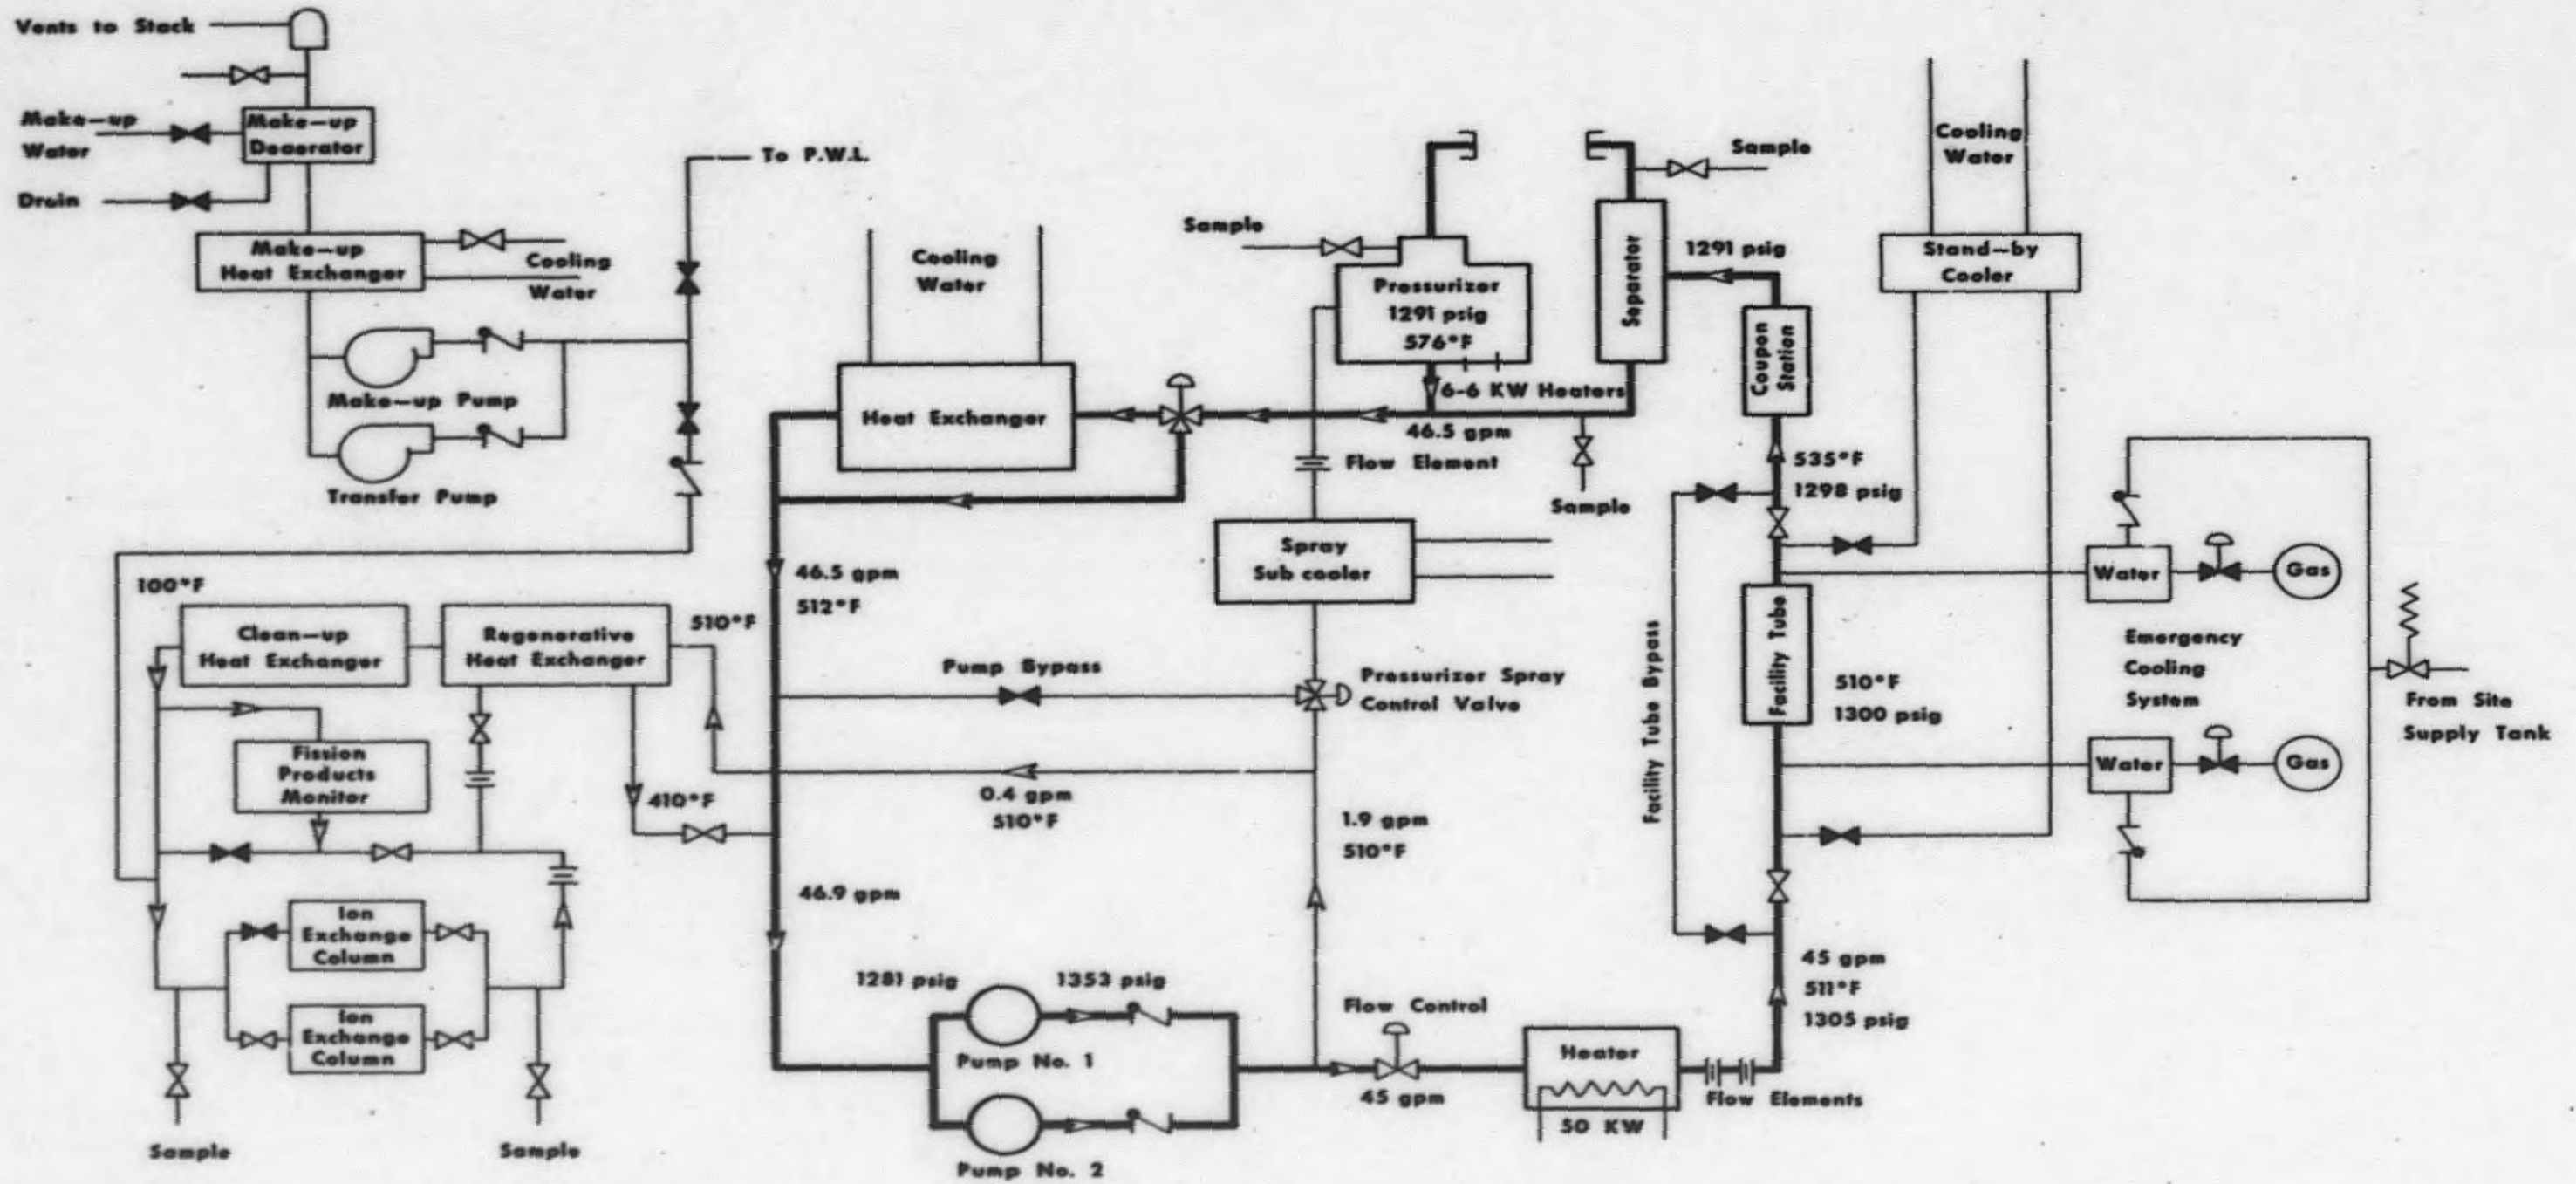 Vents to Stack
Make-up
Water
Make-up
Deaerator
Drain
Make-up
Heat Exchanger
Cooling
Water
To P.W.L.
Make-up Pump
Transfer Pump
100°F
Clean-up
Heat Exchanger
Regenerative
Heat Exchanger
510°F
Fission
Products
Monitor
410°F
Ion
Exchange
Column
Ion
Exchange
Column
Sample
Sample
Cooling
Water
Heat Exchanger
46.5 gpm
512°F
Pump Bypass
0.4 gpm
510°F
46.9 gpm
1281 psig
1353 psig
Pump No. 1
Pump No. 2
Sample
Pressurizer
1291 psig
576°F
6-6 KW Heaters
46.5 gpm
Flow Element
Sample
Spray
Sub cooler
Pressurizer Spray
Control Valve
1.9 gpm
510°F
Flow Control
45 gpm
Heater
50 KW
Flow Elements
Sample
Separator
1291 psig
Coupon
Station
535°F
1298 psig
Facility Tube Bypass
Facility Tube
510°F
1300 psig
45 gpm
511°F
1305 psig
Cooling
Water
Stand-by
Cooler
Water
Gas
Emergency
Cooling
System
Water
Gas
From Site
Supply Tank